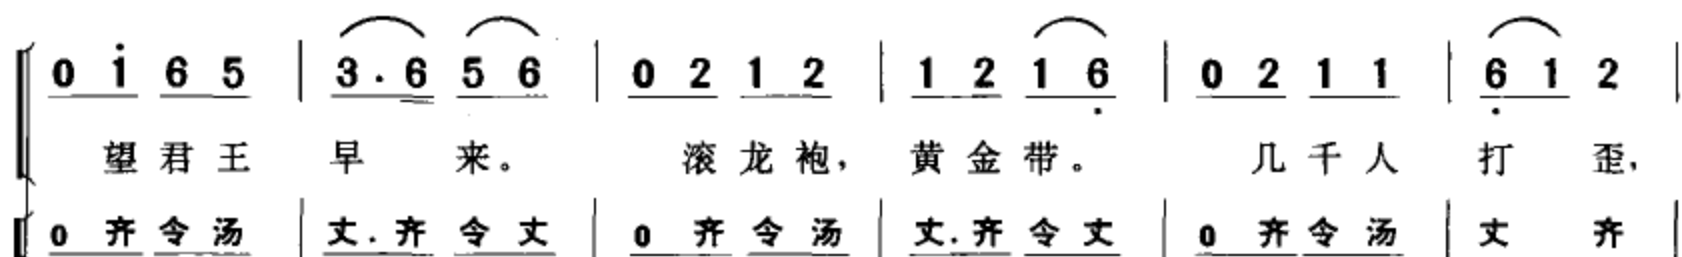 0 i 6 5 | 3 . 6 5 6 | 0 2 1 2 | 1 2 1 6 | 0 2 1 1 | 6 1 2 |
望君王 早 来。 滚龙袍，黄金带。 几千人 打 歪，
0 齐 令 汤 | 丈 . 齐 令 丈 | 0 齐 令 汤 | 丈 . 齐 令 丈 | 0 齐 令 汤 | 丈 齐 |